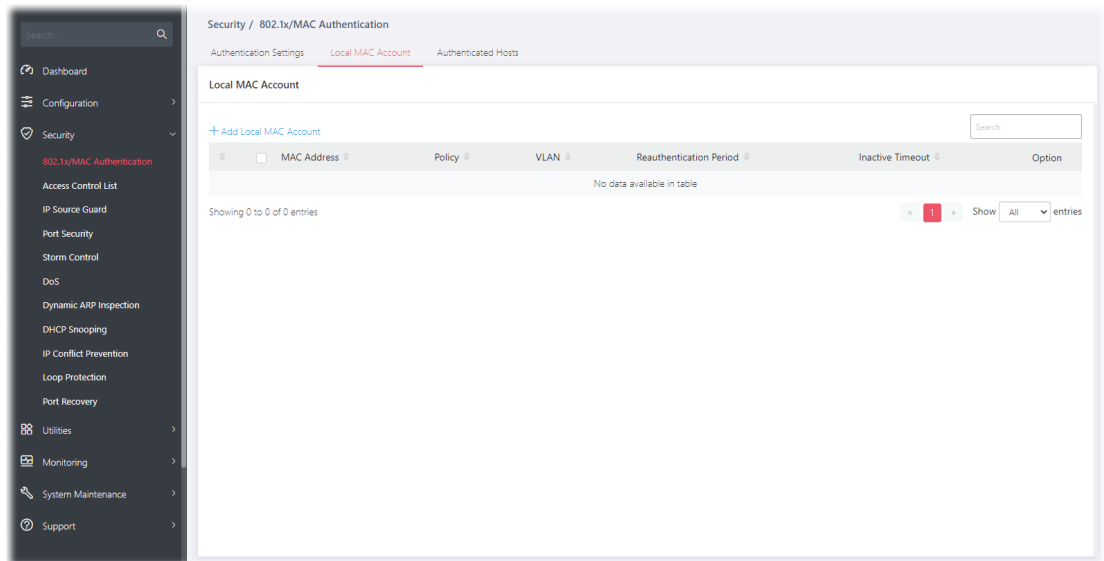 Search...
Dashboard
Configuration
Security
802.1x/MAC Authentication
Access Control List
IP Source Guard
Port Security
Storm Control
DoS
Dynamic ARP Inspection
DHCP Snooping
IP Conflict Prevention
Loop Protection
Port Recovery
Utilities
Monitoring
System Maintenance
Support
Security / 802.1x/MAC Authentication
Authentication Settings Local MAC Account Authenticated Hosts
Local MAC Account
+ Add Local MAC Account Search
MAC Address Policy VLAN Reauthentication Period Inactive Timeout Option
No data available in table
Showing 0 to 0 of 0 entries « 1 » Show All entries